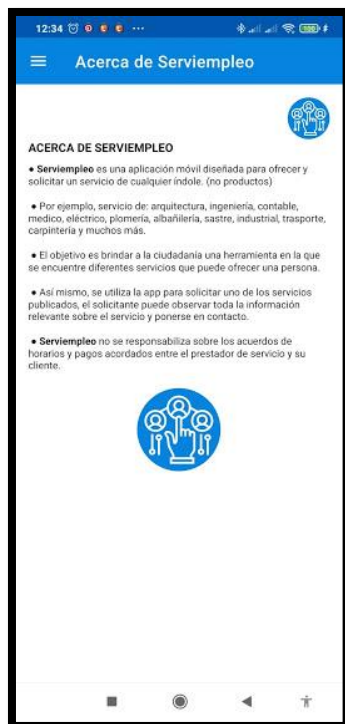 12:34
Acerca de Serviempleo
ACERCA DE SERVIEMPLEO
● Serviempleo es una aplicación móvil diseñada para ofrecer y
solicitar un servicio de cualquier índole. (no productos)
● Por ejemplo, servicio de: arquitectura, ingeniería, contable,
medico, eléctrico, plomería, albañilería, sastre, industrial, trasporte,
carpintería y muchos más.
● El objetivo es brindar a la ciudadanía una herramienta en la que
se encuentre diferentes servicios que puede ofrecer una persona.
● Así mismo, se utiliza la app para solicitar uno de los servicios
publicados, el solicitante puede observar toda la información
relevante sobre el servicio y ponerse en contacto.
● Serviempleo no se responsabiliza sobre los acuerdos de
horarios y pagos acordados entre el prestador de servicio y su
cliente.